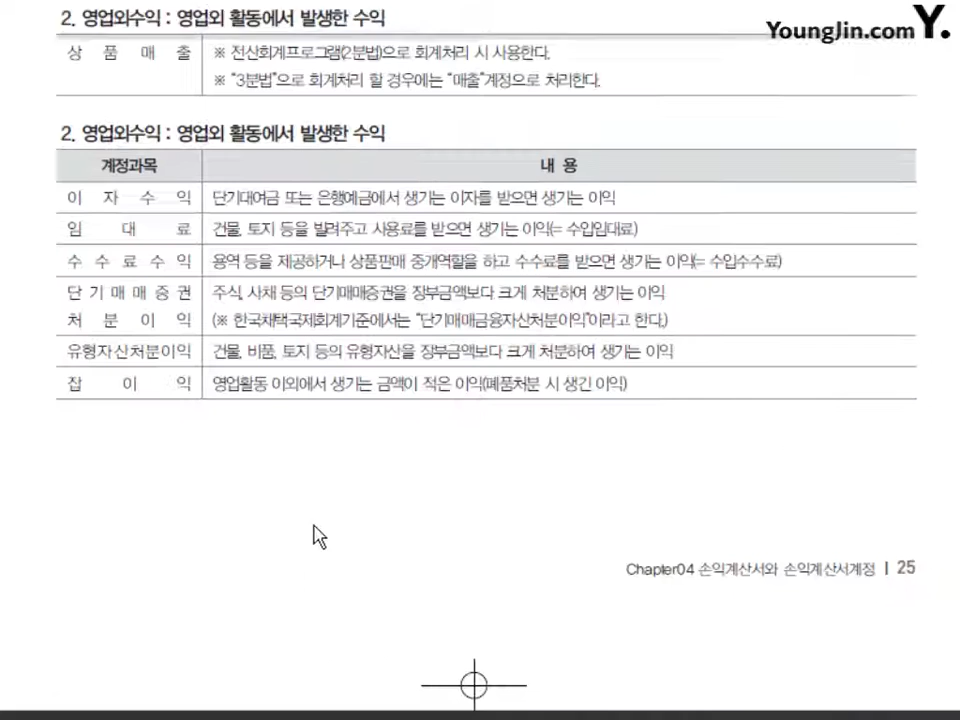 2. 영업외수익 : 영업외 활동에서 발생한 수익
YoungJin.com Y.
상 품 매 출 ※ 전산회계프로그램(2분법)으로 회계처리 시 사용한다.
※ “3분법”으로 회계처리 할 경우에는 “매출”계정으로 처리한다.
2. 영업외수익 : 영업외 활동에서 발생한 수익
계정과목 내 용
이 자 수 익 단기대여금 또는 은행예금에서 생기는 이자를 받으면 생기는 이익
임 대 료 건물, 토지 등을 빌려주고 사용료를 받으면 생기는 이익(= 수입임대료)
수 수 료 수 익 용역 등을 제공하거나 상품판매 중개역할을 하고 수수료를 받으면 생기는 이익(= 수입수수료)
단 기 매 매 증 권 주식, 사채 등의 단기매매증권을 장부금액보다 크게 처분하여 생기는 이익
처 분 이 익 (※ 한국채택국제회계기준에서는 “단기매매금융자산처분이익”이라고 한다.)
유형자산처분이익 건물, 비품, 토지 등의 유형자산을 장부금액보다 크게 처분하여 생기는 이익
잡 이 익 영업활동 이외에서 생기는 금액이 적은 이익(폐품처분 시 생긴 이익)
Chapter04 손익계산서와 손익계산서계정 | 25